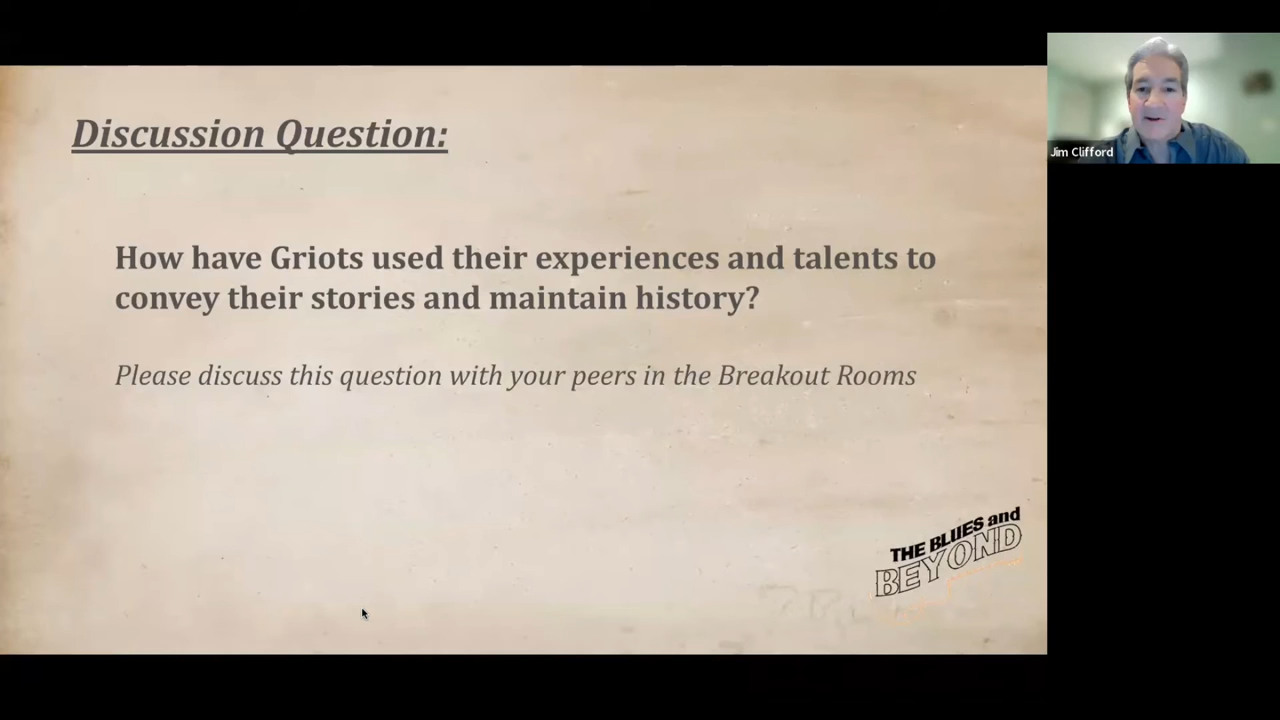 Discussion Question:
How have Griots used their experiences and talents to
convey their stories and maintain history?
Please discuss this question with your peers in the Breakout Rooms
THE BLUES and
BEYOND
Jim Clifford